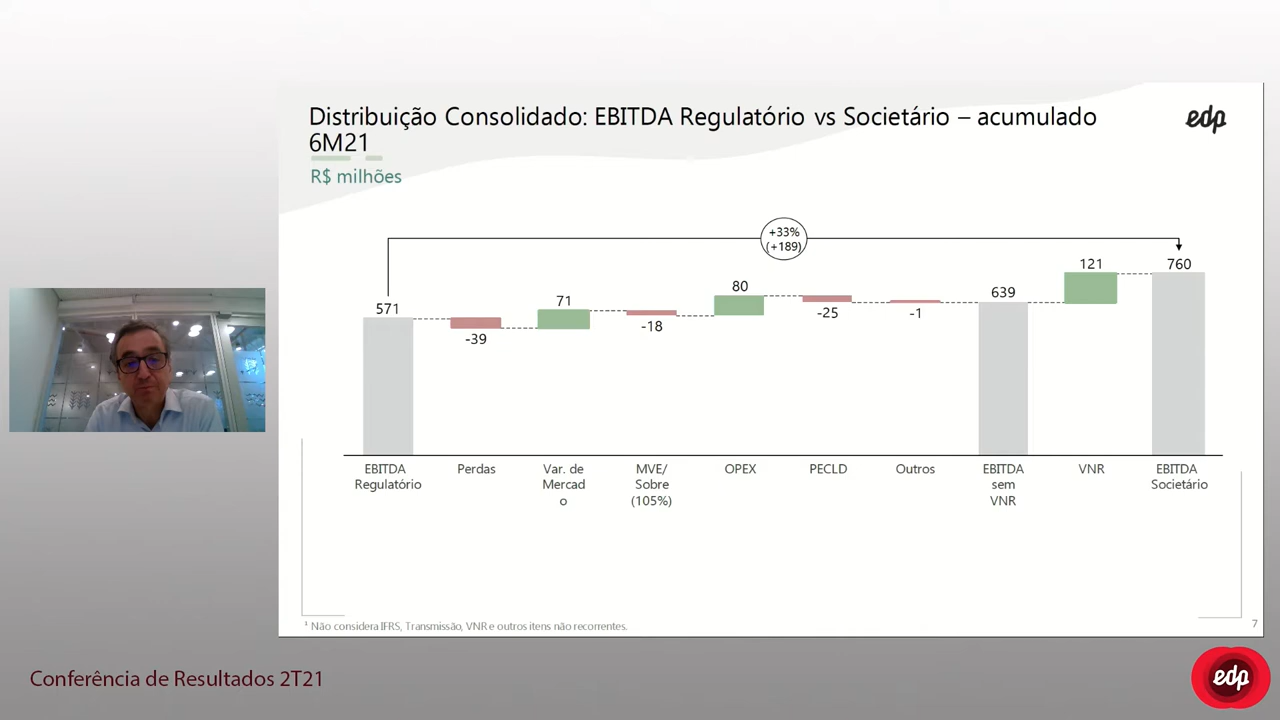 Distribuição Consolidado: EBITDA Regulatório vs Societário – acumulado
6M21
R$ milhões
edp
+33%
(+189)
571
-39
71
-18
80
-25
-1
639
121
760
EBITDA
Regulatório
Perdas
Var. de
Mercad
o
MVE/
Sobre
(105%)
OPEX
PECLD
Outros
EBITDA
sem
VNR
VNR
EBITDA
Societário
¹ Não considera IFRS, Transmissão, VNR e outros itens não recorrentes.
7
Conferência de Resultados 2T21
edp